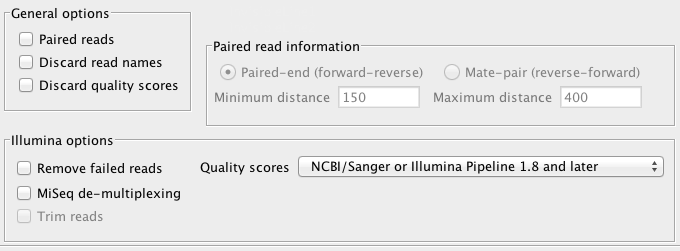 General options
Paired reads
Discard read names
Discard quality scores
Paired read information
Paired-end (forward-reverse) Mate-pair (reverse-forward)
Minimum distance 150 Maximum distance 400
Illumina options
Remove failed reads Quality scores NCBI/Sanger or Illumina Pipeline 1.8 and later
MiSeq de-multiplexing
Trim reads